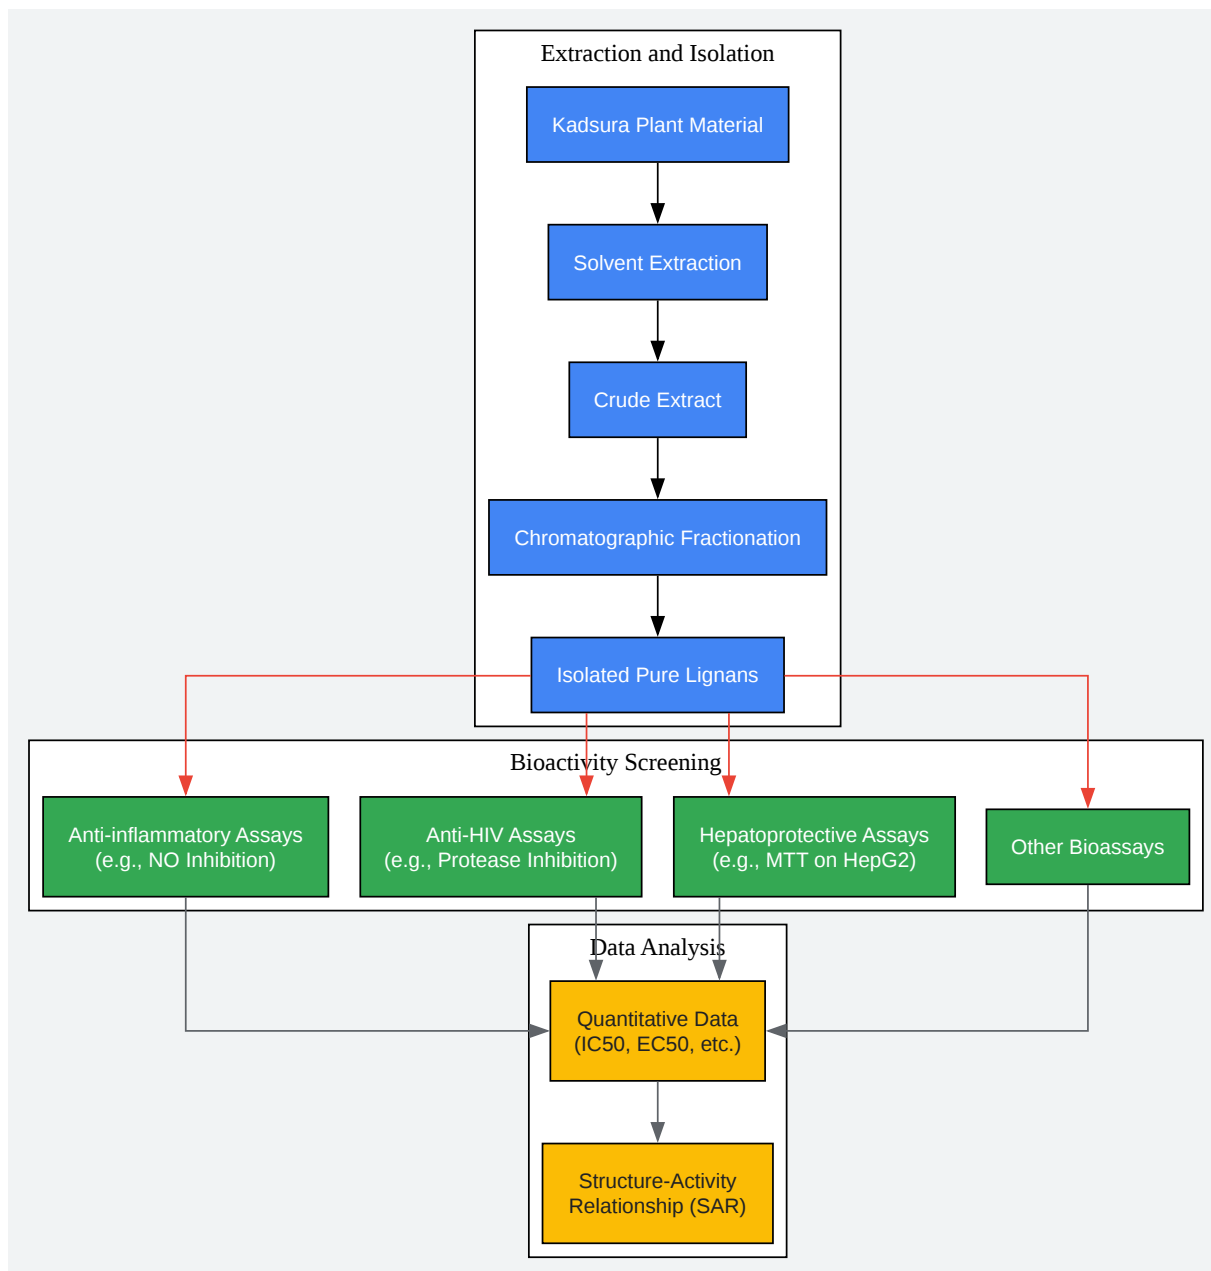 Extraction and Isolation
Kadsura Plant Material
Solvent Extraction
Crude Extract
Chromatographic Fractionation
Isolated Pure Lignans
Bioactivity Screening
Anti-inflammatory Assays
(e.g., NO Inhibition)
Anti-HIV Assays
(e.g., Protease Inhibition)
Hepatoprotective Assays
(e.g., MTT on HepG2)
Other Bioassays
Data Analysis
Quantitative Data
(IC50, EC50, etc.)
Structure-Activity
Relationship (SAR)